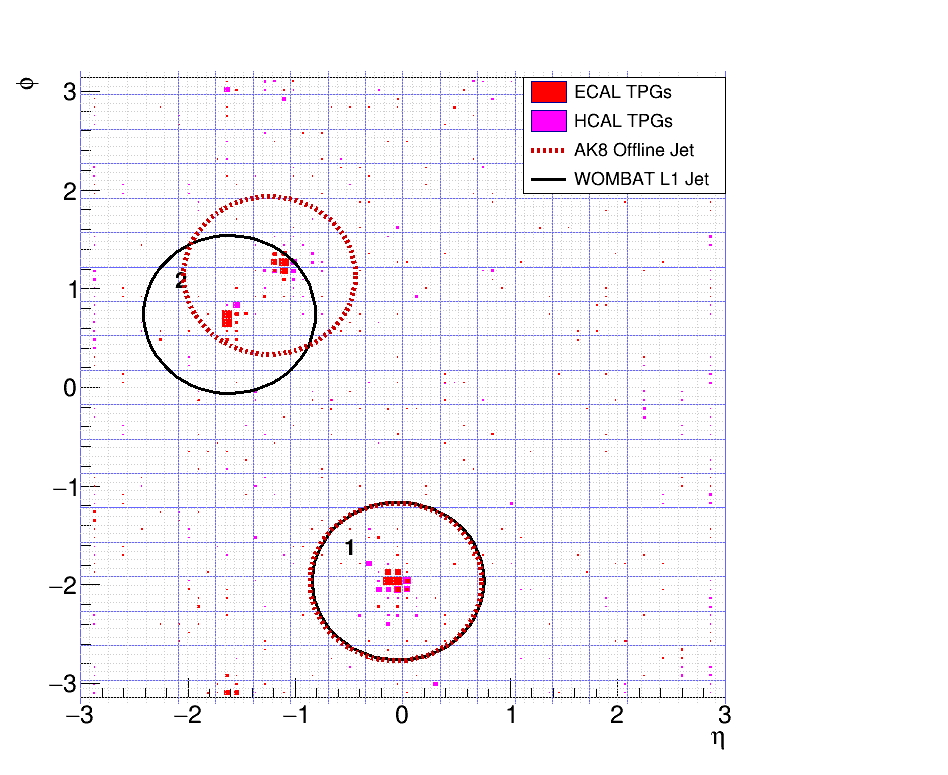 ϕ
3
ECAL TPGs
HCAL TPGs
AK8 Offline Jet
WOMBAT L1 Jet
2
2
1
0
−1
1
−2
−3
−3 −2 −1 0 1 2 3
η